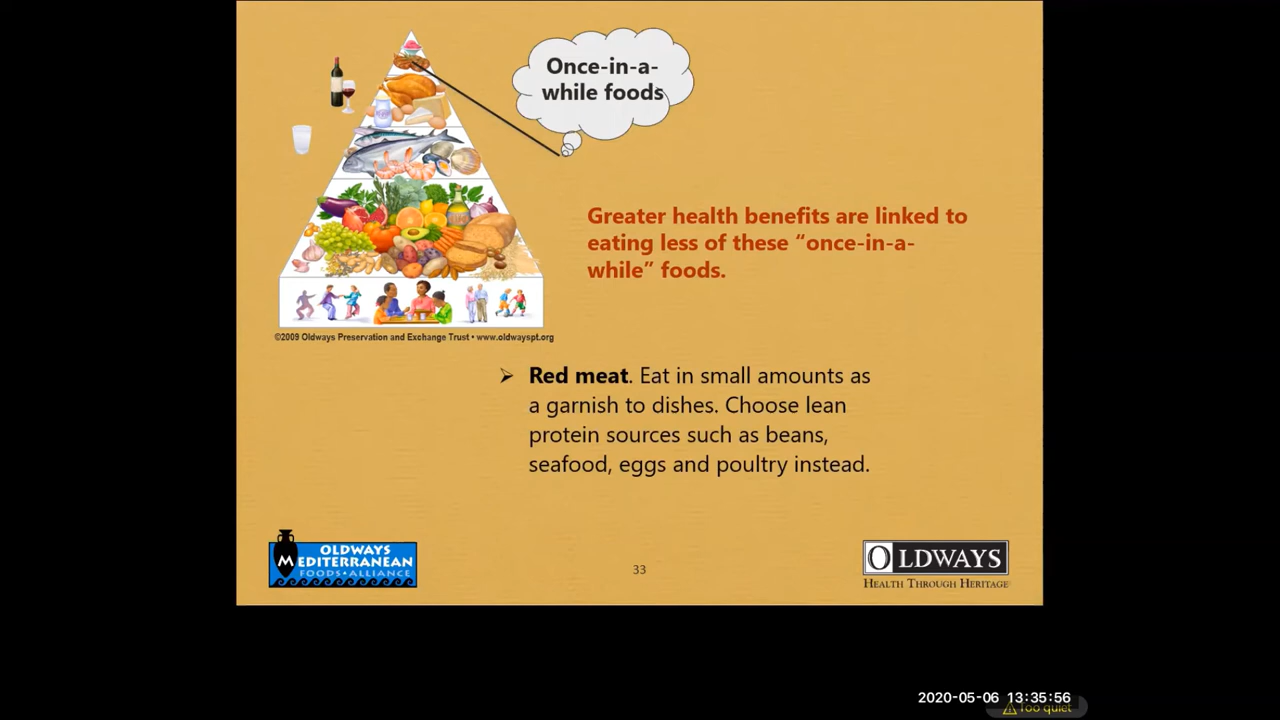 Once-in-a-
while foods
Greater health benefits are linked to
eating less of these “once-in-a-
while” foods.
©2009 Oldways Preservation and Exchange Trust • www.oldwayspt.org
➢ Red meat. Eat in small amounts as
a garnish to dishes. Choose lean
protein sources such as beans,
seafood, eggs and poultry instead.
OLDWAYS
MEDITERRANEAN
FOODS•ALLIANCE
33
OLDWAYS
HEALTH THROUGH HERITAGE
2020-05-06 13:35:56
Too quiet